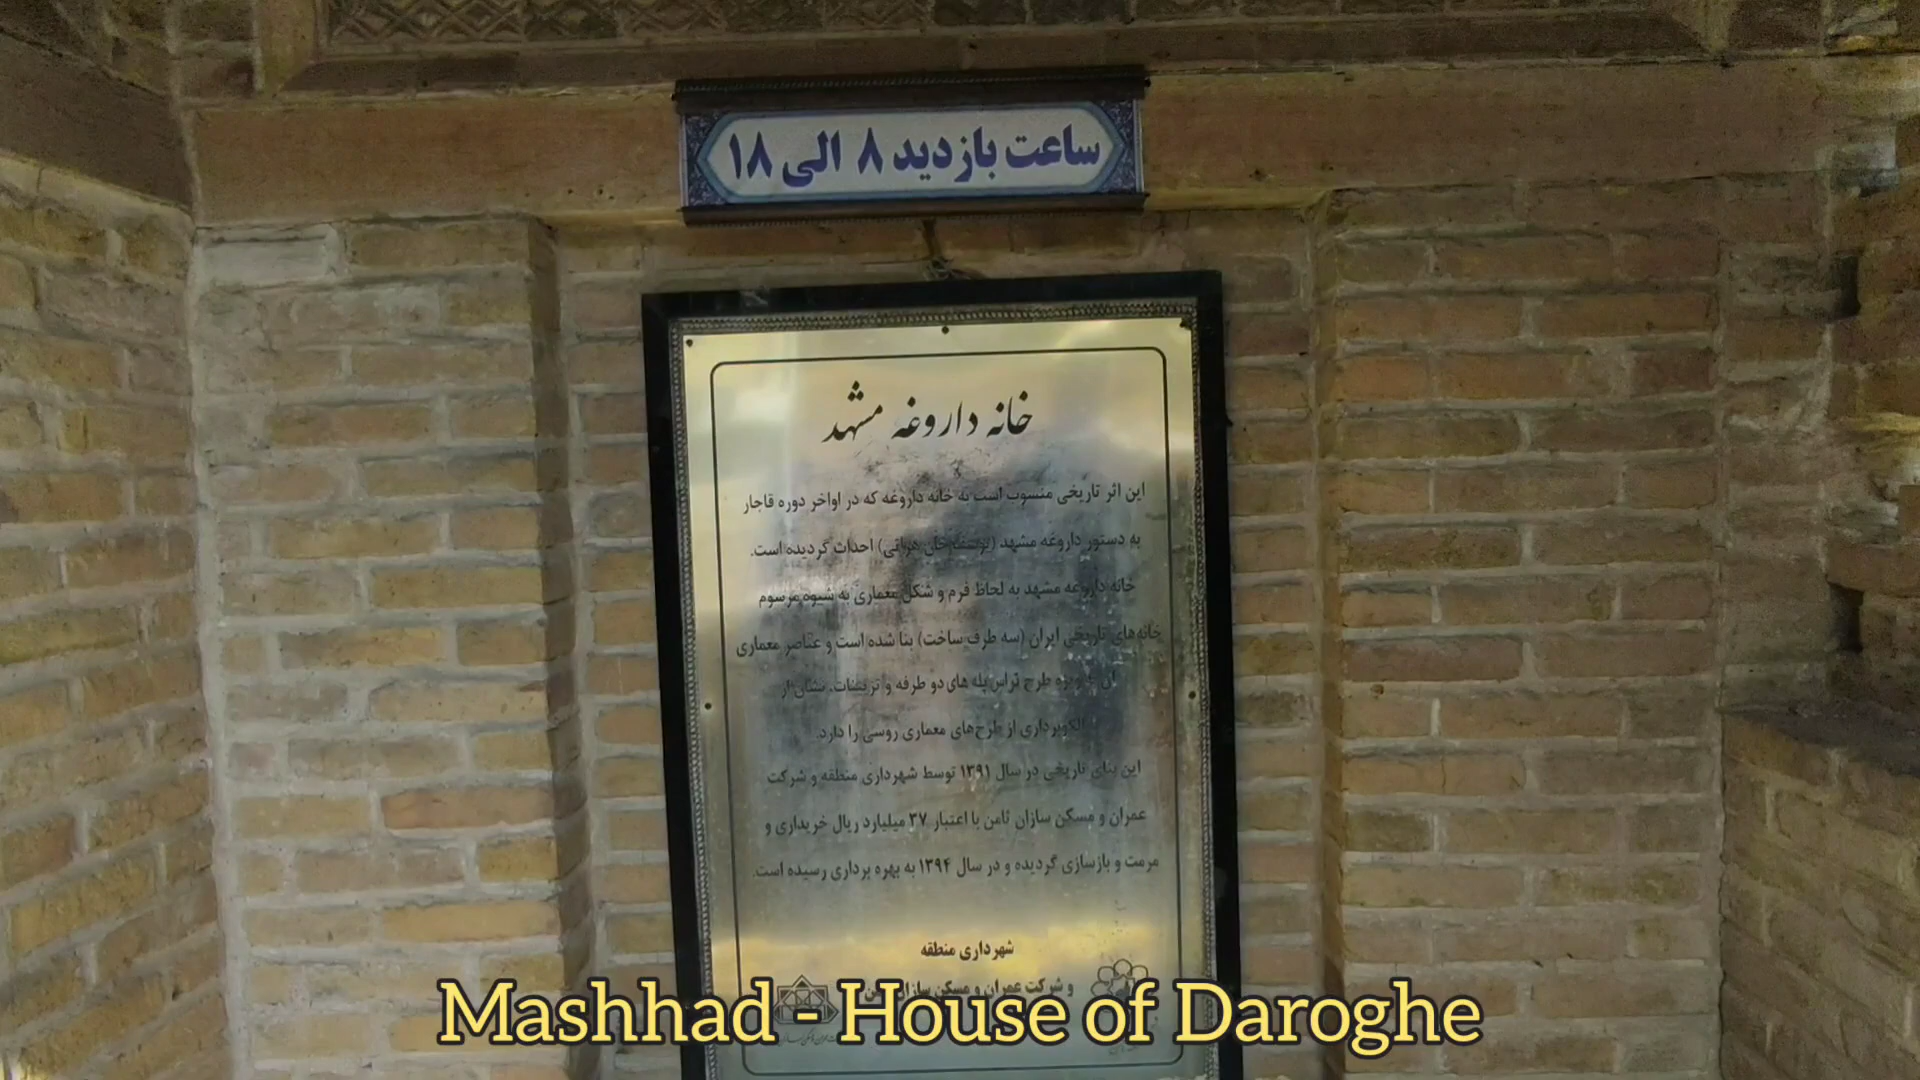 ساعت بازدید ۸ الی ۱۸
خانه داروغه مشهد
این اثر تاریخی منسوب است به خانه داروغه که در اواخر دوره قاجار
به دستور داروغه مشهد (یوسف خان هراتی) احداث گردیده است.
خانه داروغه مشهد به لحاظ فرم و شکل معماری به شیوه مرسوم
خانه‌های تاریخی ایران (سه طرف ساخت) بنا شده است و عناصر معماری
آن به ویژه طرح تراس پله های دو طرفه و تزیینات، نشان از
الگوبرداری از طرح‌های معماری روسی را دارد.
این بنای تاریخی در سال ۱۳۹۱ توسط شهرداری منطقه و شرکت
عمران و مسکن سازان ثامن با اعتبار ۳۷ میلیارد ریال خریداری و
مرمت و بازسازی گردیده و در سال ۱۳۹۴ به بهره برداری رسیده است.
شهرداری منطقه
و شرکت عمران و مسکن سازان
Mashhad - House of Daroghe